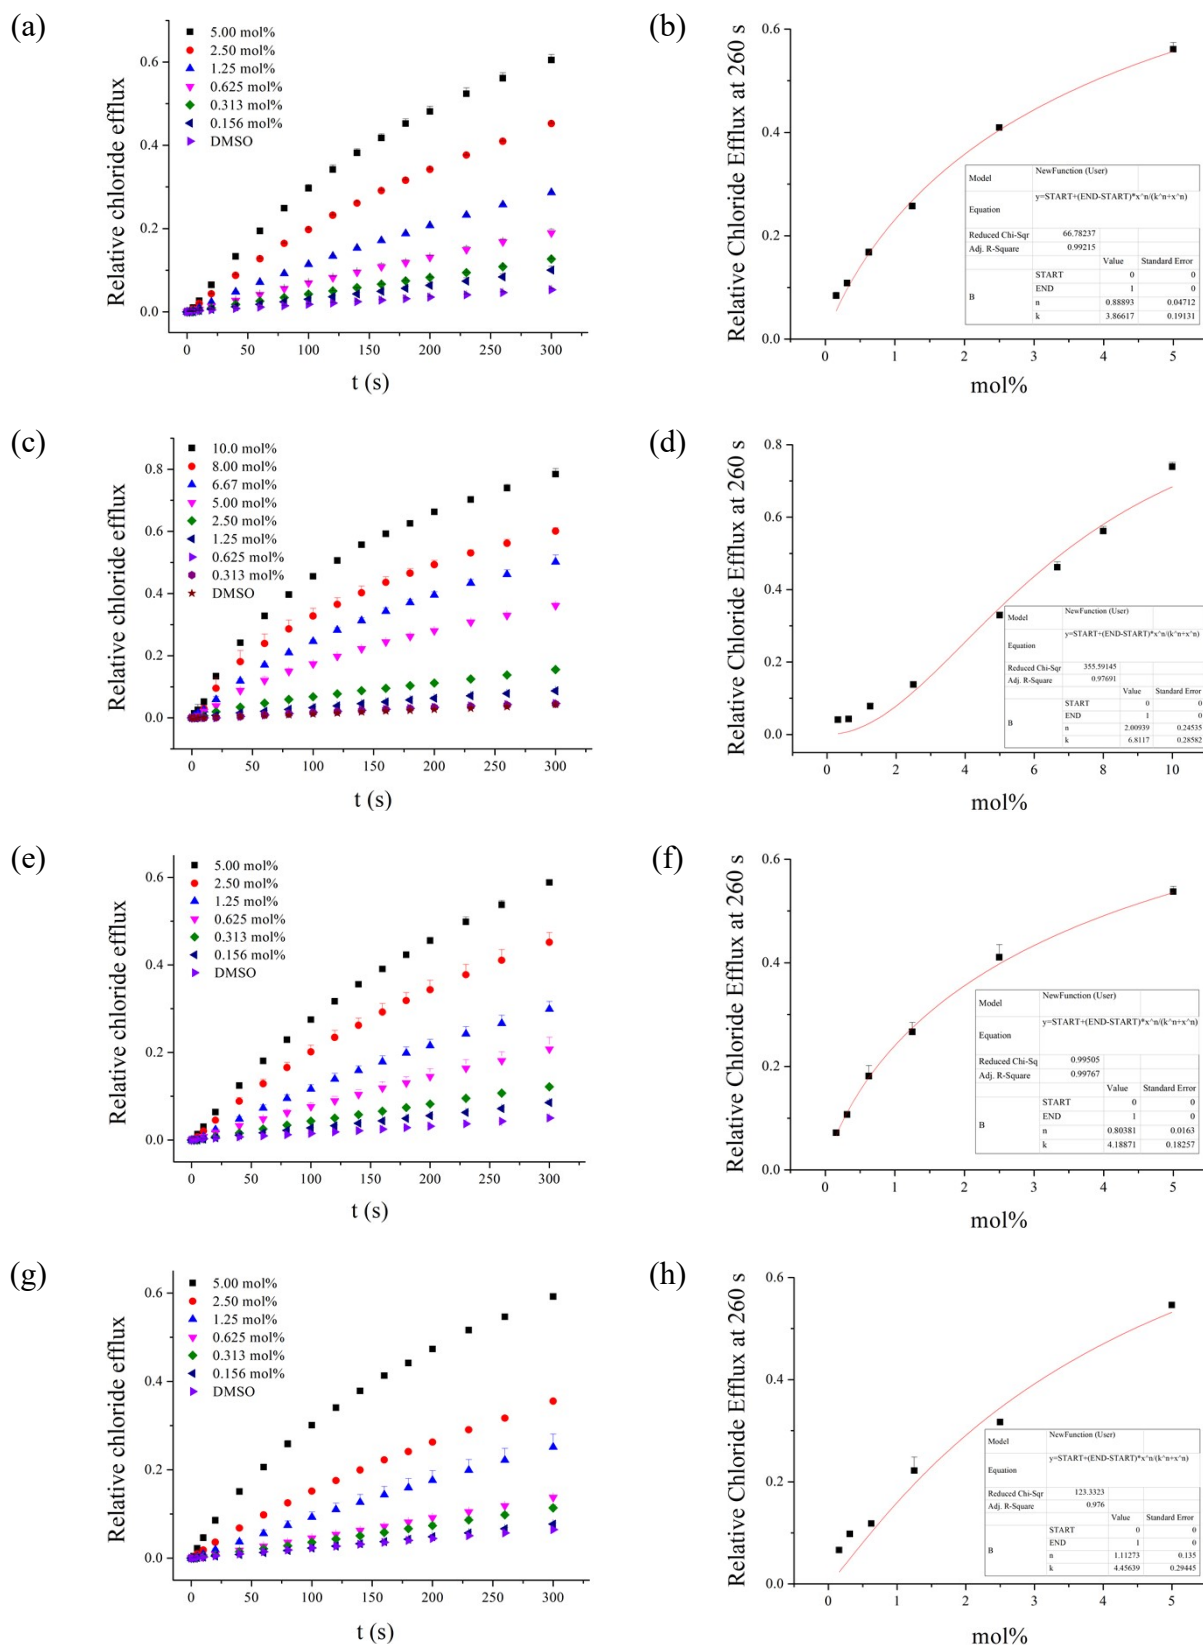 (a)
Relative chloride efflux
5.00 mol%
2.50 mol%
1.25 mol%
0.625 mol%
0.313 mol%
0.156 mol%
DMSO
0.6
0.4
0.2
0.0
0 50 100 150 200 250 300
t (s)
(b)
Relative Chloride Efflux at 260 s
0.6
0.4
0.2
0.0
0 1 2 3 4 5
mol%
Model NewFunction (User)
Equation y=START+(END-START)*x^n/(k^n+x^n)
Reduced Chi-Sqr 66.78237
Adj. R-Square 0.99215
Value Standard Error
B
START 0 0
END 1 0
n 0.88893 0.04712
k 3.86617 0.19131
(c)
Relative chloride efflux
10.0 mol%
8.00 mol%
6.67 mol%
5.00 mol%
2.50 mol%
1.25 mol%
0.625 mol%
0.313 mol%
DMSO
0.8
0.6
0.4
0.2
0.0
0 50 100 150 200 250 300
t (s)
(d)
Relative Chloride Efflux at 260 s
0.8
0.6
0.4
0.2
0.0
0 2 4 6 8 10
mol%
Model NewFunction (User)
Equation y=START+(END-START)*x^n/(k^n+x^n)
Reduced Chi-Sqr 355.59145
Adj. R-Square 0.97691
Value Standard Error
B
START 0 0
END 1 0
n 2.00939 0.24535
k 6.8117 0.28582
(e)
Relative chloride efflux
5.00 mol%
2.50 mol%
1.25 mol%
0.625 mol%
0.313 mol%
0.156 mol%
DMSO
0.6
0.4
0.2
0.0
0 50 100 150 200 250 300
t (s)
(f)
Relative Chloride Efflux at 260 s
0.6
0.4
0.2
0.0
0 1 2 3 4 5
mol%
Model NewFunction (User)
Equation y=START+(END-START)*x^n/(k^n+x^n)
Reduced Chi-Sq 0.99505
Adj. R-Square 0.99767
Value Standard Error
B
START 0 0
END 1 0
n 0.80381 0.0163
k 4.18871 0.18257
(g)
Relative chloride efflux
5.00 mol%
2.50 mol%
1.25 mol%
0.625 mol%
0.313 mol%
0.156 mol%
DMSO
0.6
0.4
0.2
0.0
0 50 100 150 200 250 300
t (s)
(h)
Relative Chloride Efflux at 260 s
0.6
0.4
0.2
0.0
0 1 2 3 4 5
mol%
Model NewFunction (User)
Equation y=START+(END-START)*x^n/(k^n+x^n)
Reduced Chi-Sqr 123.3323
Adj. R-Square 0.976
Value Standard Error
B
START 0 0
END 1 0
n 1.11273 0.135
k 4.45639 0.29445